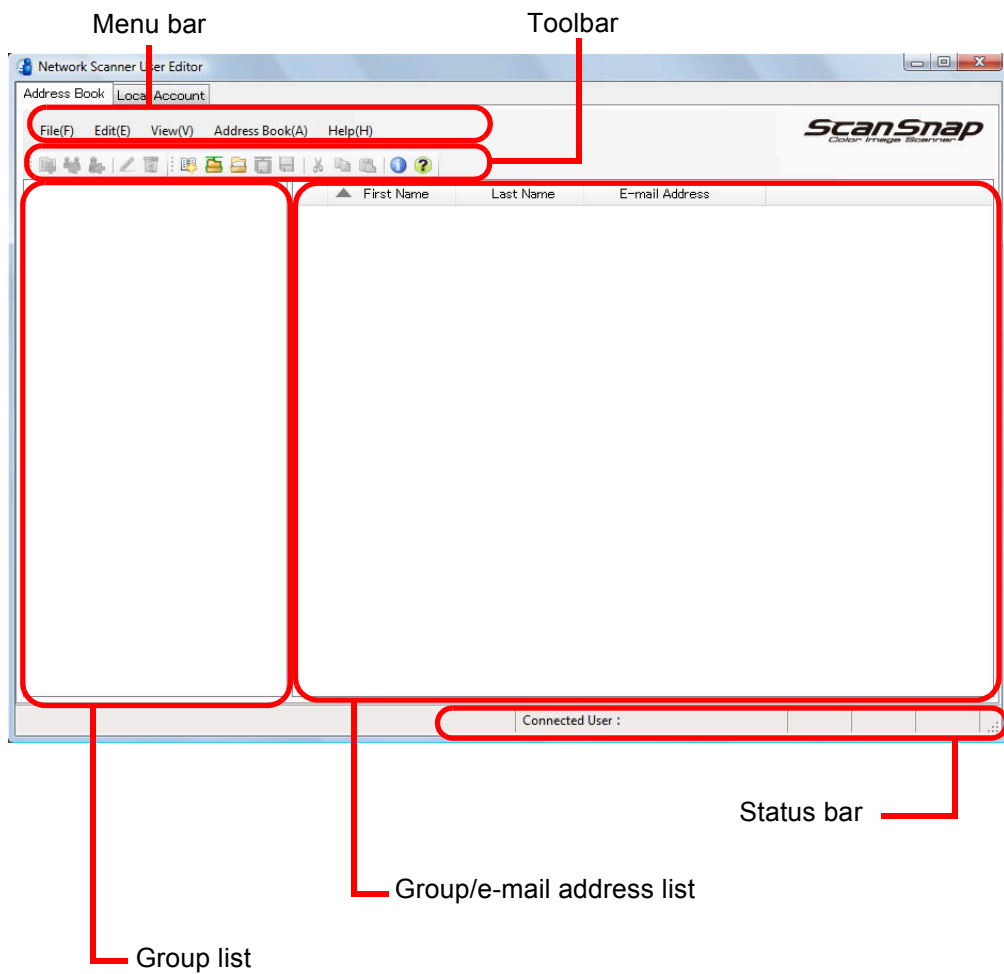 Menu bar
Toolbar
Network Scanner User Editor
Address Book Local Account
File(F) Edit(E) View(V) Address Book(A) Help(H)
ScanSnap
Color Image Scanner
First Name Last Name E-mail Address
Connected User :
Status bar
Group/e-mail address list
Group list